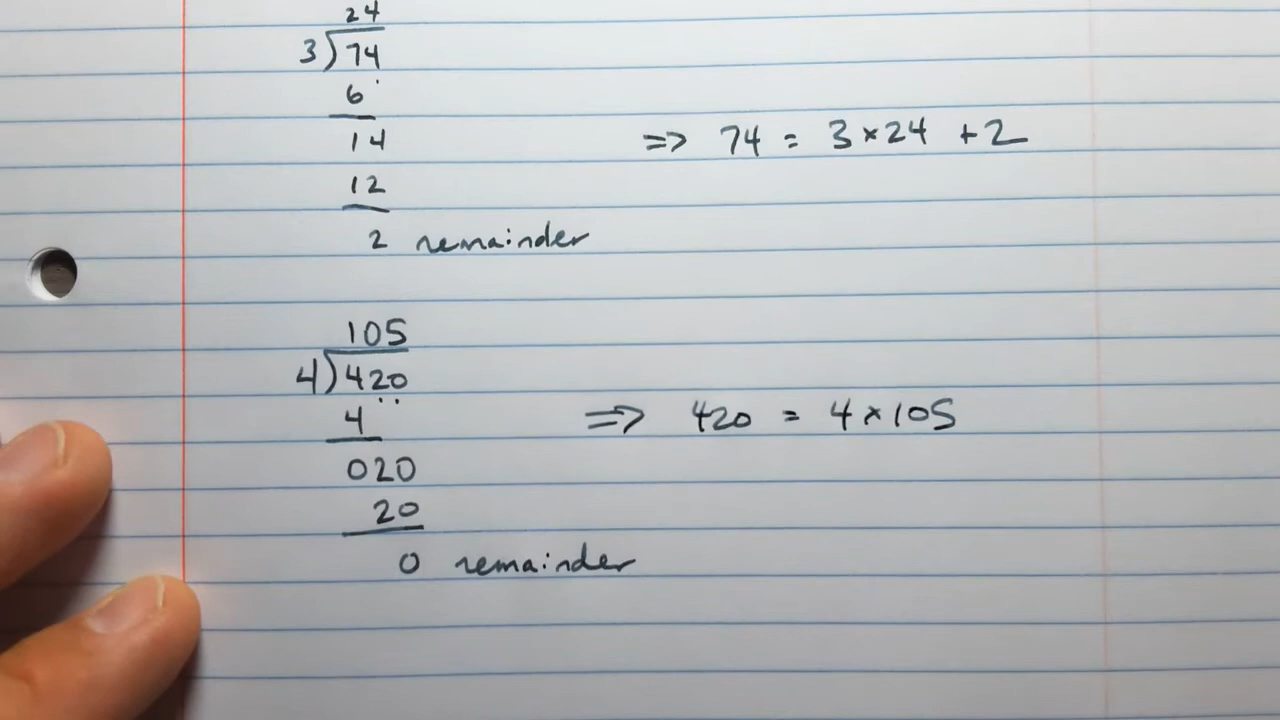 24
3)74
6
14
⇒ 74 = 3×24 +2
12
2 remainder
105
4)420
4
⇒ 420 = 4×105
020
20
0 remainder